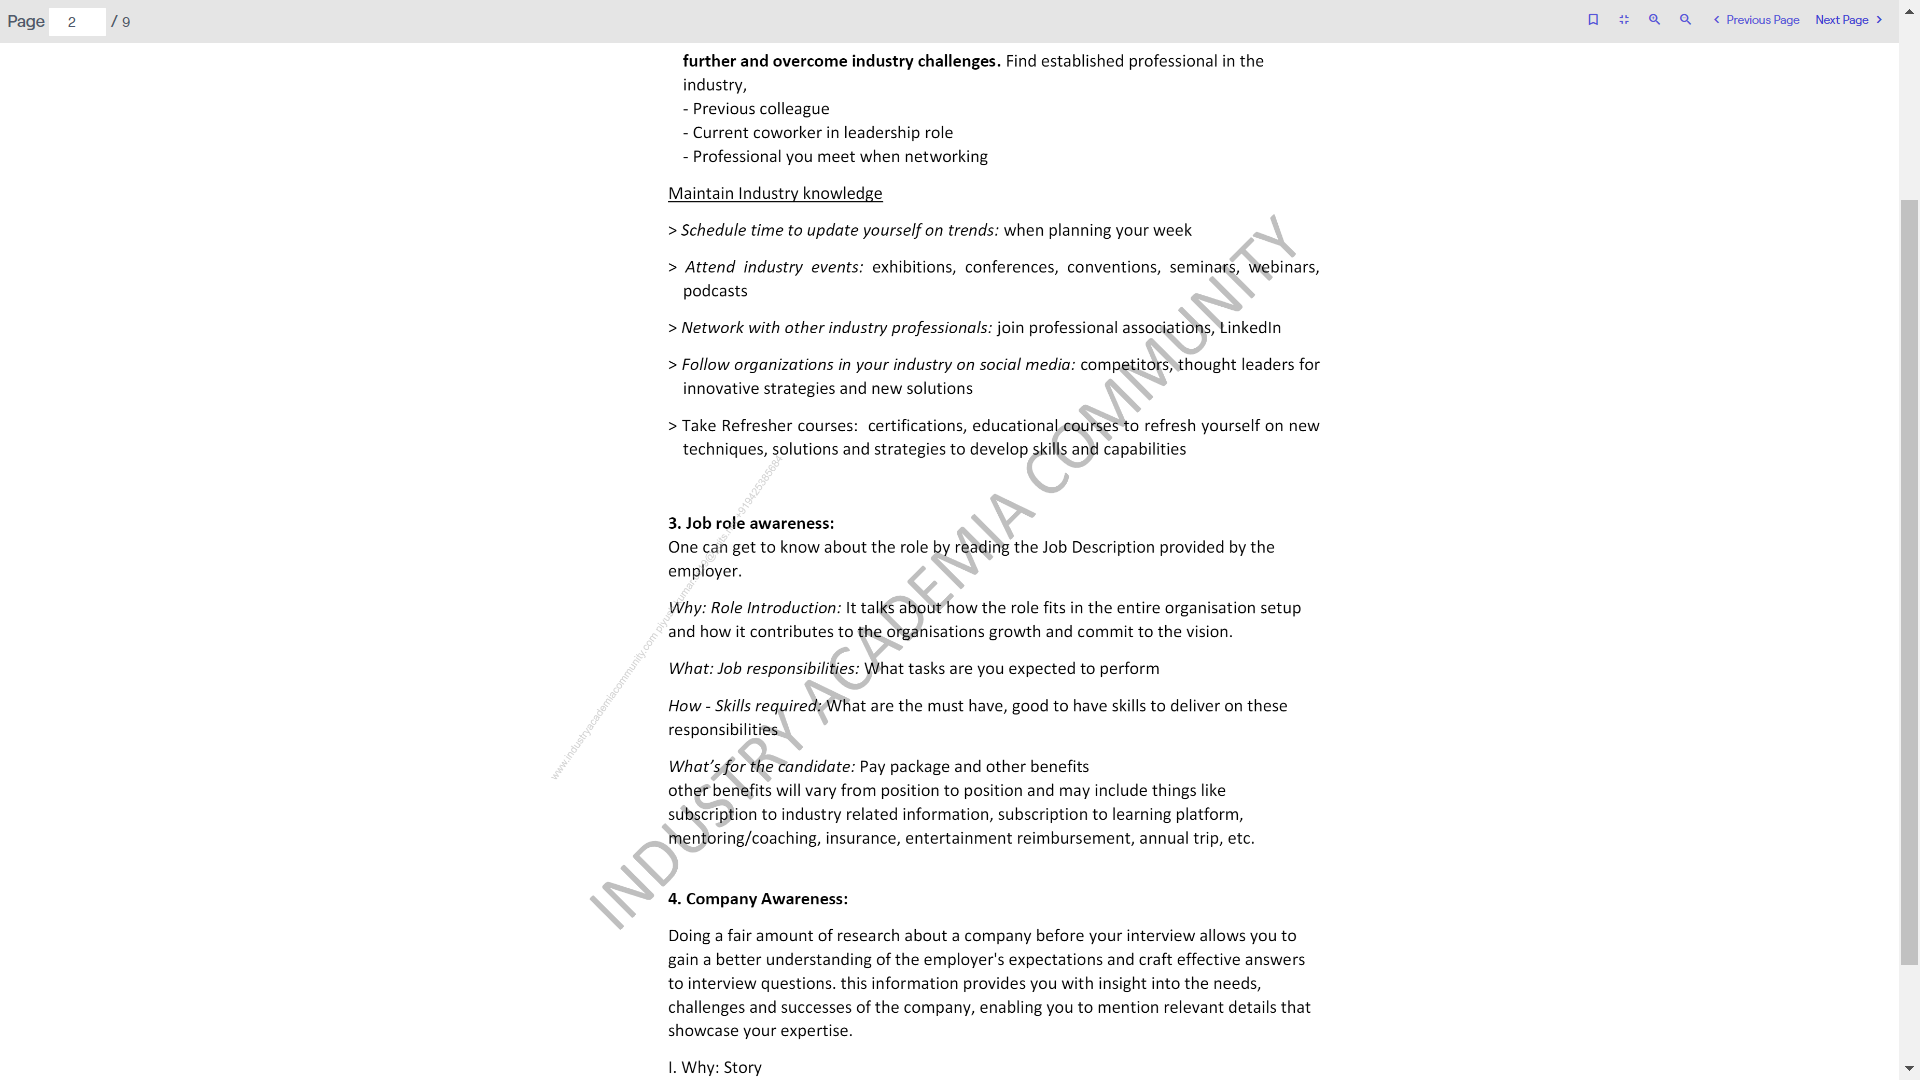 Page 2 / 9
Previous Page Next Page
further and overcome industry challenges. Find established professional in the
industry,
- Previous colleague
- Current coworker in leadership role
- Professional you meet when networking
Maintain Industry knowledge
> Schedule time to update yourself on trends: when planning your week
> Attend industry events: exhibitions, conferences, conventions, seminars, webinars,
podcasts
> Network with other industry professionals: join professional associations, LinkedIn
> Follow organizations in your industry on social media: competitors, thought leaders for
innovative strategies and new solutions
> Take Refresher courses: certifications, educational courses to refresh yourself on new
techniques, solutions and strategies to develop skills and capabilities
3. Job role awareness:
One can get to know about the role by reading the Job Description provided by the
employer.
Why: Role Introduction: It talks about how the role fits in the entire organisation setup
and how it contributes to the organisations growth and commit to the vision.
What: Job responsibilities: What tasks are you expected to perform
How - Skills required: What are the must have, good to have skills to deliver on these
responsibilities
What's for the candidate: Pay package and other benefits
other benefits will vary from position to position and may include things like
subscription to industry related information, subscription to learning platform,
mentoring/coaching, insurance, entertainment reimbursement, annual trip, etc.
4. Company Awareness:
Doing a fair amount of research about a company before your interview allows you to
gain a better understanding of the employer's expectations and craft effective answers
to interview questions. this information provides you with insight into the needs,
challenges and successes of the company, enabling you to mention relevant details that
showcase your expertise.
I. Why: Story
INDUSTRY ACADEMIA COMMUNITY
www.industryacademiacommunity.com